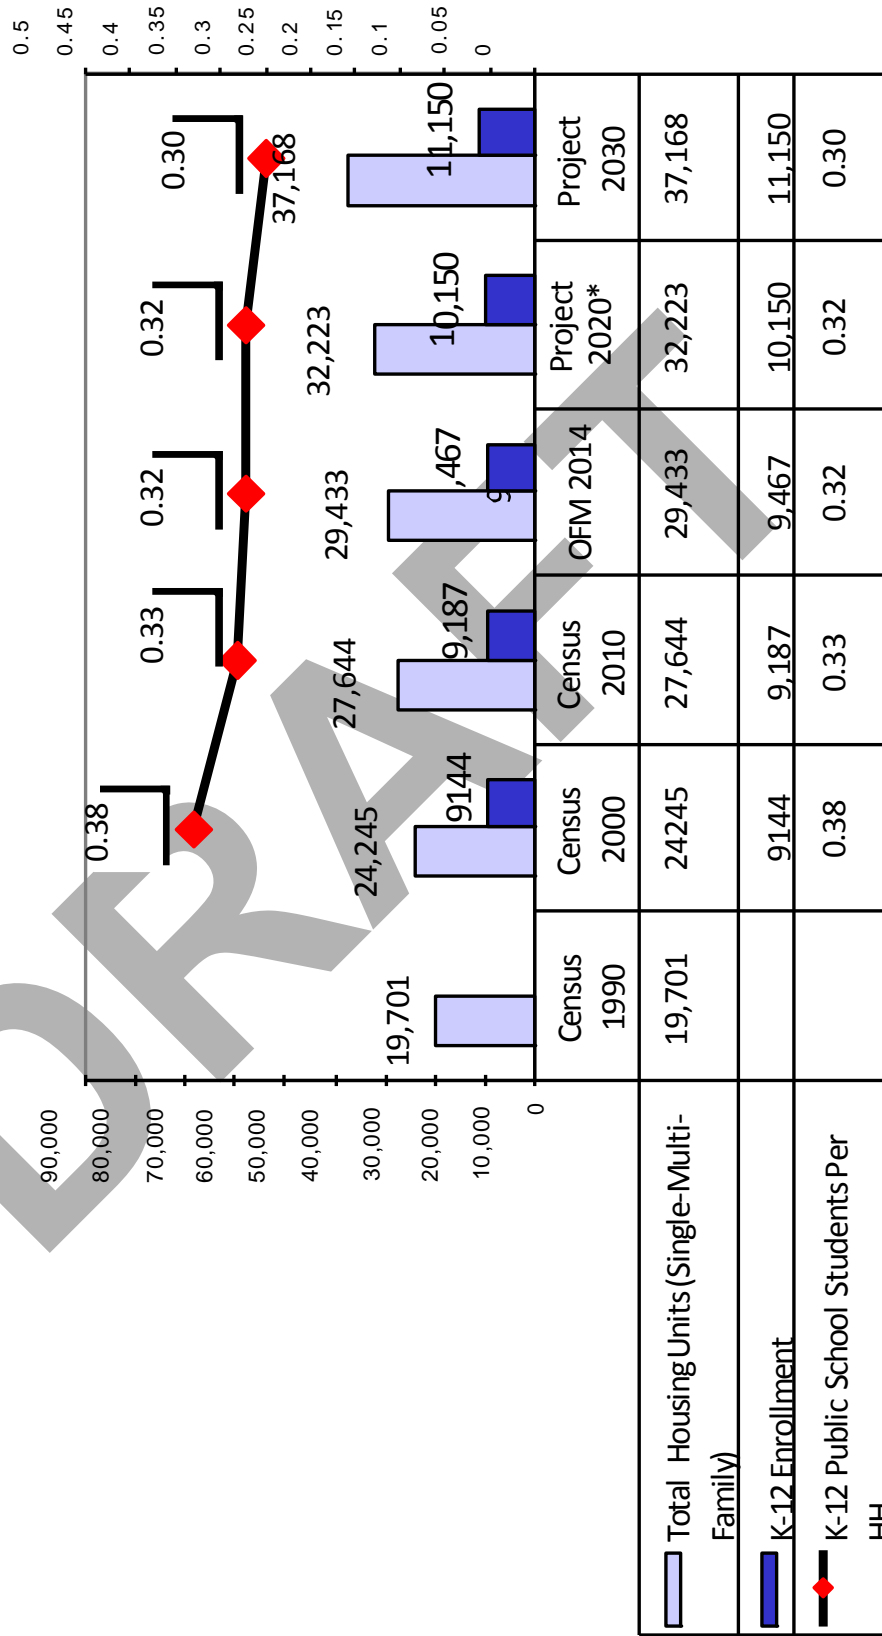 90,000
80,000
70,000
60,000
50,000
40,000
30,000
20,000
10,000
0
0.5
0.45
0.4
0.35
0.3
0.25
0.2
0.15
0.1
0.05
0
0.38
0.33
0.32
0.32
0.30
19,701
24,245
27,644
29,433
32,223
37,168
9144
9,187
9,467
10,150
11,150
DRAFT
Census 1990
Census 2000
Census 2010
OFM 2014
Project 2020*
Project 2030
Total Housing Units (Single-Multi-
Family)
19,701 24245 27,644 29,433 32,223 37,168
K-12 Enrollment 9144 9,187 9,467 10,150 11,150
K-12 Public School Students Per
HH
0.38 0.33 0.32 0.32 0.30